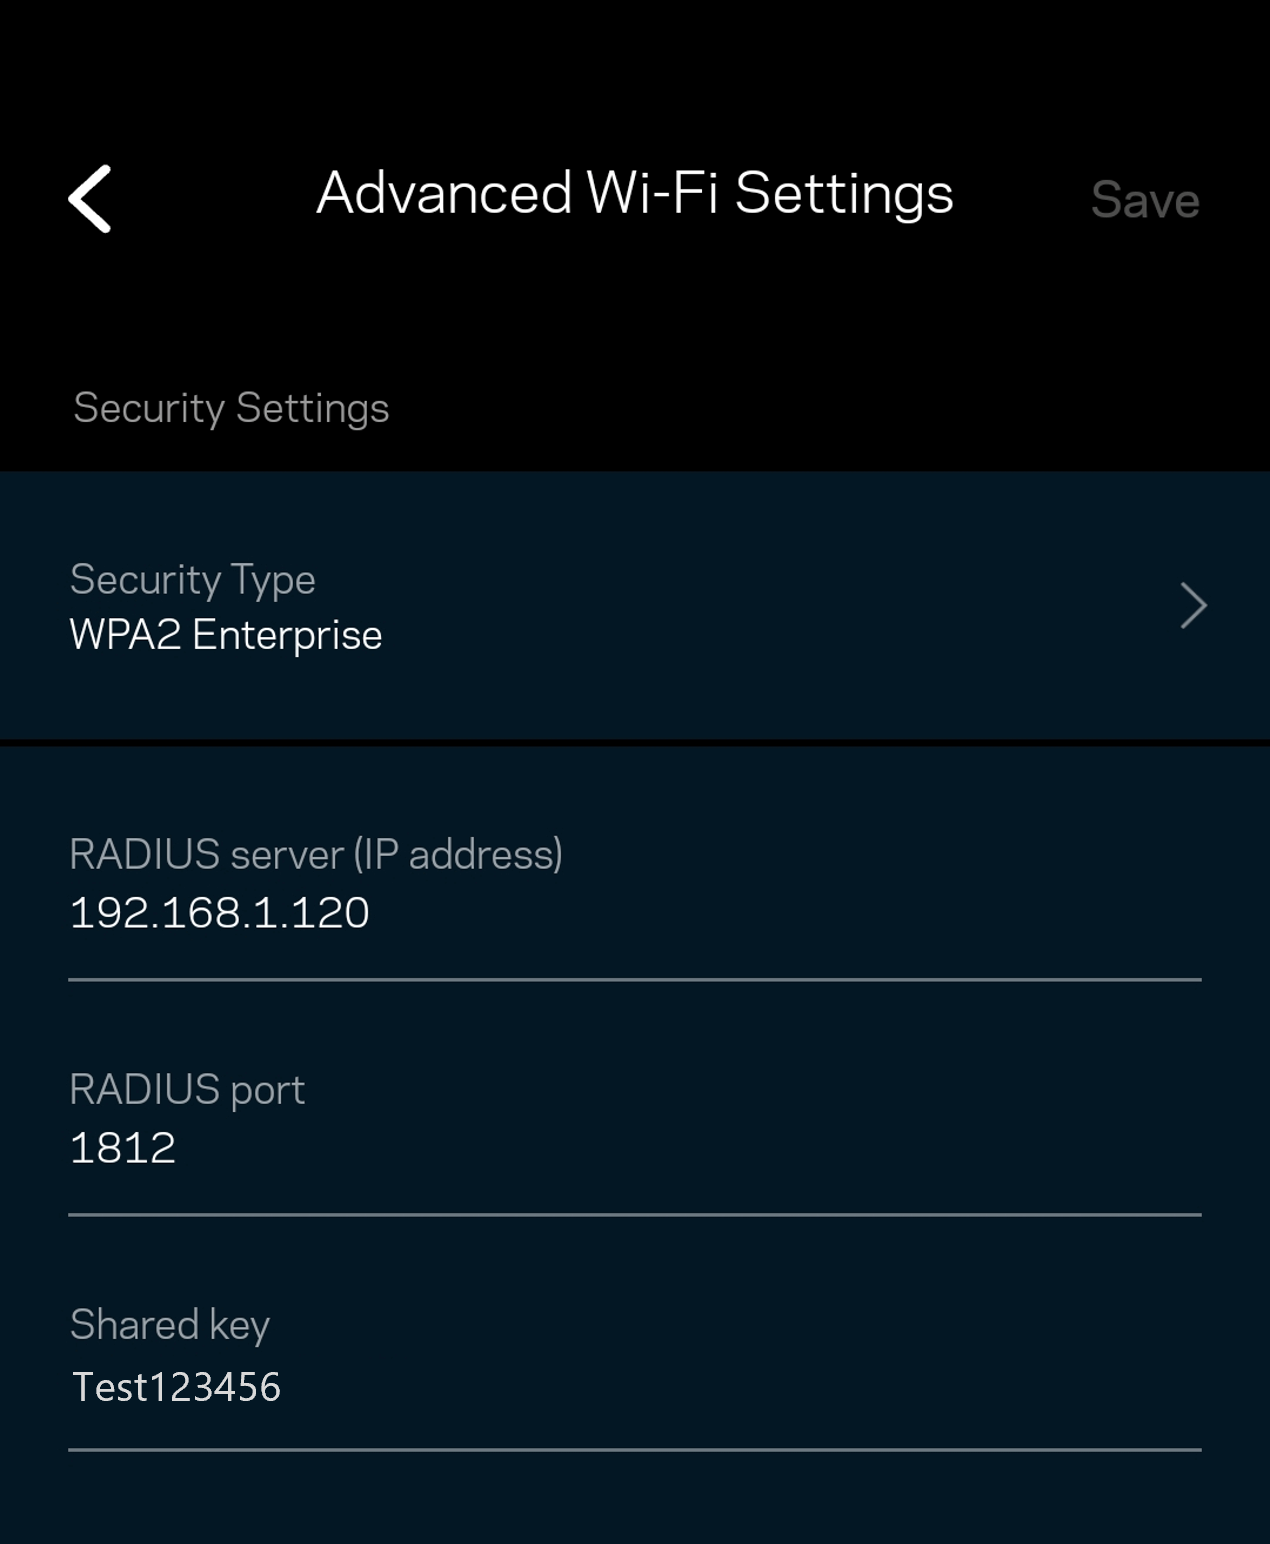 Advanced Wi-Fi Settings
Save
Security Settings
Security Type
WPA2 Enterprise
RADIUS server (IP address)
192.168.1.120
RADIUS port
1812
Shared key
Test123456